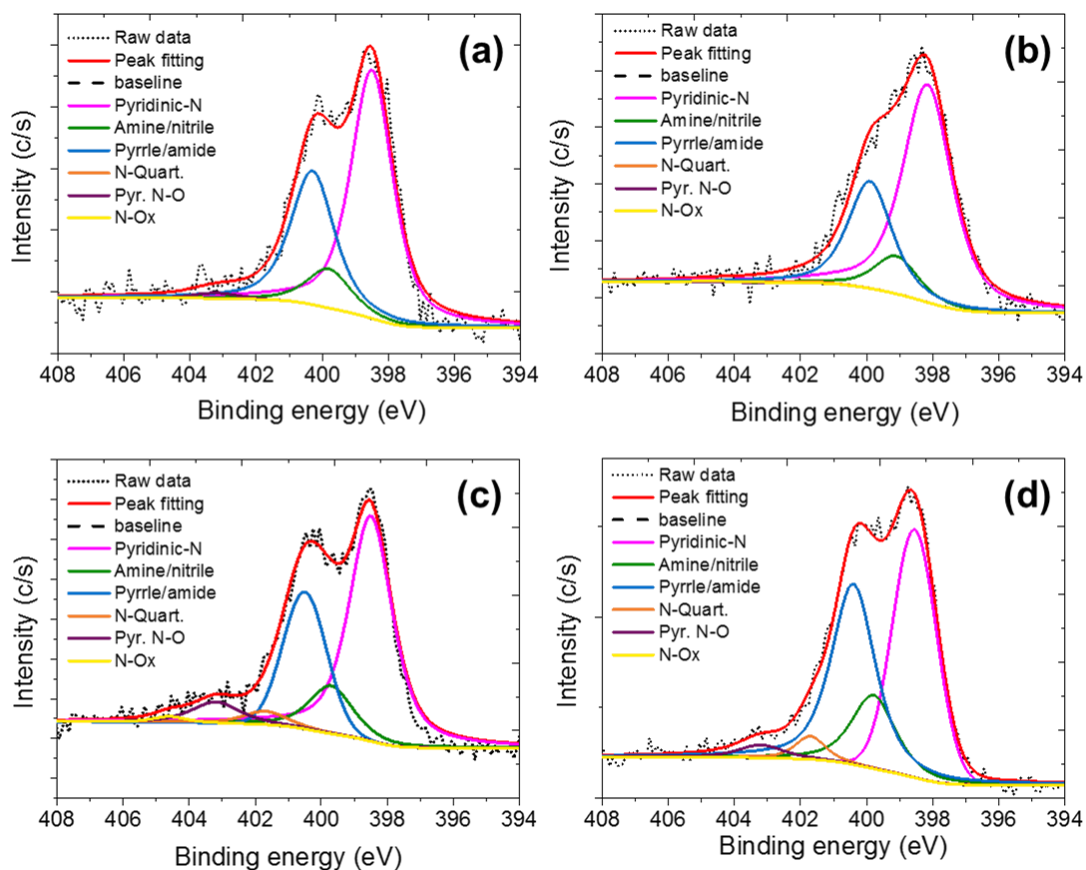 (a)
Raw data
Peak fitting
baseline
Pyridinic-N
Amine/nitrile
Pyrrle/amide
N-Quart.
Pyr. N-O
N-Ox
Intensity (c/s)
408 406 404 402 400 398 396 394
Binding energy (eV)
(b)
Raw data
Peak fitting
baseline
Pyridinic-N
Amine/nitrile
Pyrrle/amide
N-Quart.
Pyr. N-O
N-Ox
Intensity (c/s)
408 406 404 402 400 398 396 394
Binding energy (eV)
(c)
Raw data
Peak fitting
baseline
Pyridinic-N
Amine/nitrile
Pyrrle/amide
N-Quart.
Pyr. N-O
N-Ox
Intensity (c/s)
408 406 404 402 400 398 396 394
Binding energy (eV)
(d)
Raw data
Peak fitting
baseline
Pyridinic-N
Amine/nitrile
Pyrrle/amide
N-Quart.
Pyr. N-O
N-Ox
Intensity (c/s)
408 406 404 402 400 398 396 394
Binding energy (eV)